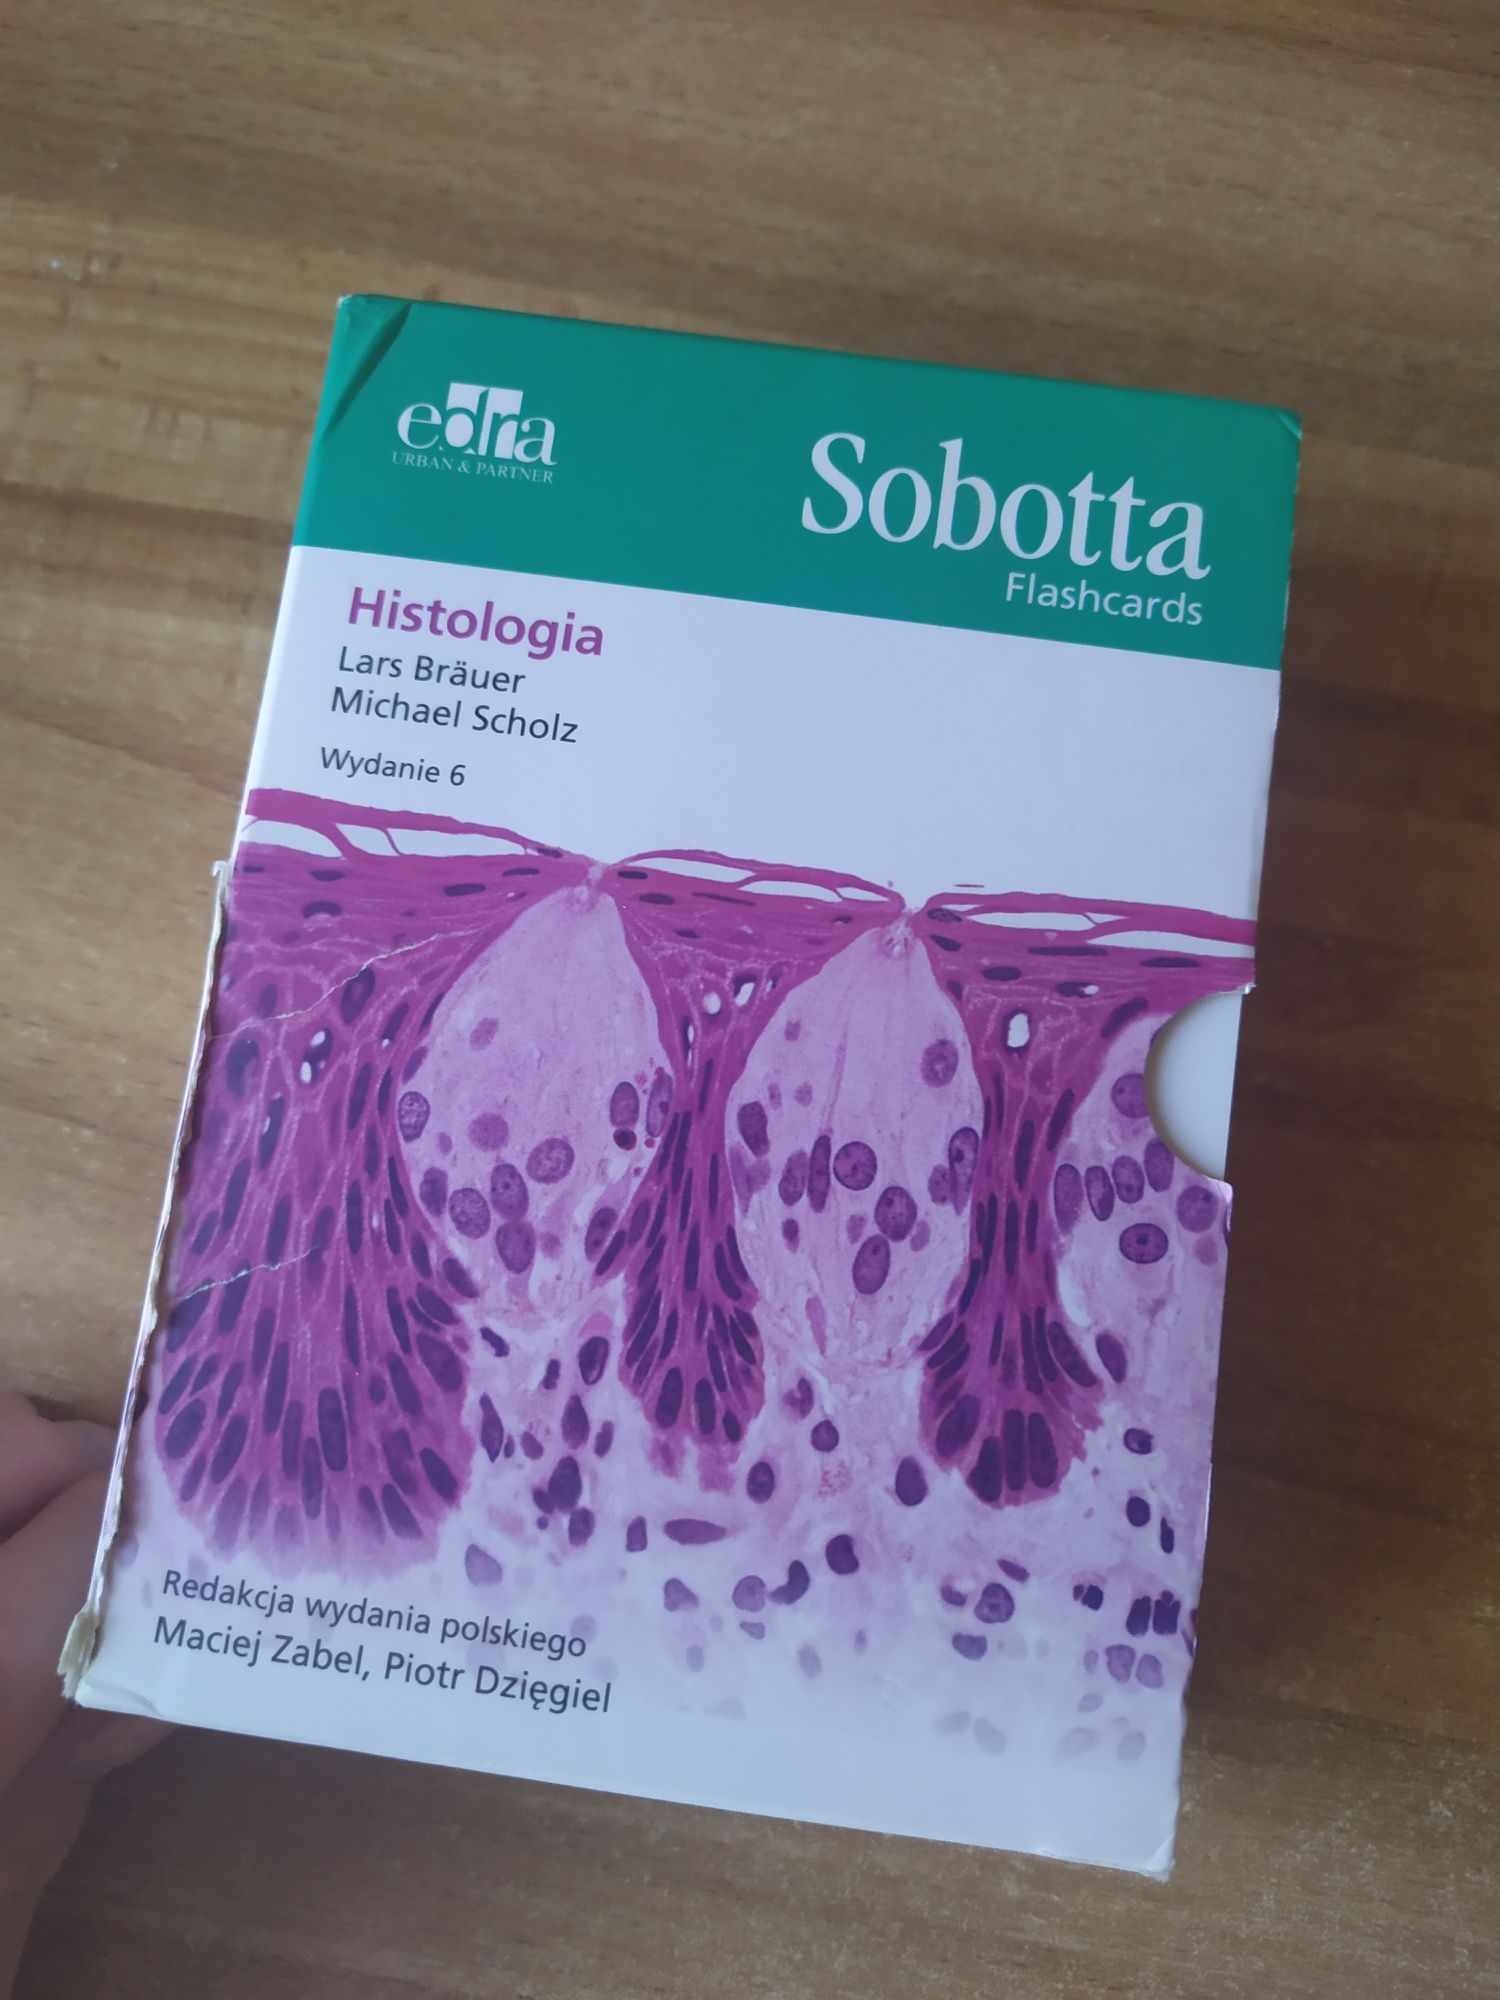 edra
URBAN & PARTNER
Sobotta
Flashcards
Histologia
Lars Bräuer
Michael Scholz
Wydanie 6
Redakcja wydania polskiego
Maciej Zabel, Piotr Dzięgiel